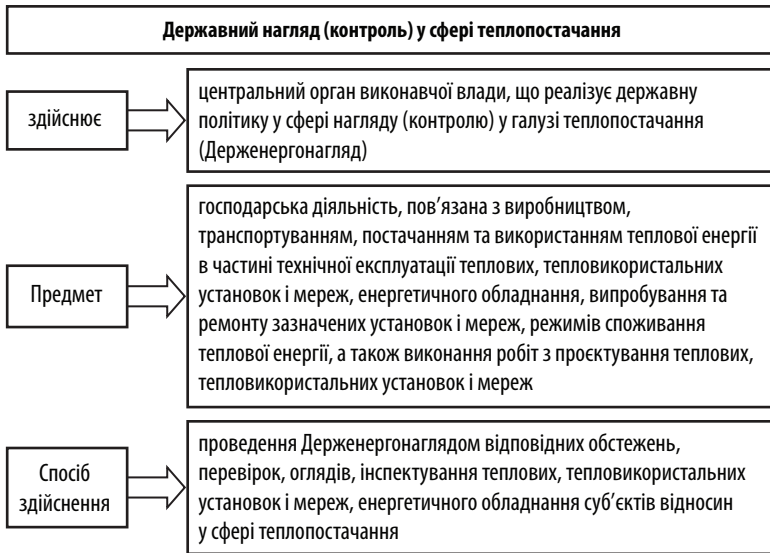 Державний нагляд (контроль) у сфері теплопостачання
здійснює
центральний орган виконавчої влади, що реалізує державну
політику у сфері нагляду (контролю) у галузі теплопостачання
(Держенергонагляд)
Предмет
господарська діяльність, пов’язана з виробництвом,
транспортуванням, постачанням та використанням теплової енергії
в частині технічної експлуатації теплових, тепловикористальних
установок і мереж, енергетичного обладнання, випробування та
ремонту зазначених установок і мереж, режимів споживання
теплової енергії, а також виконання робіт з проєктування теплових,
тепловикористальних установок і мереж
Спосіб
здійснення
проведення Держенергонаглядом відповідних обстежень,
перевірок, оглядів, інспектування теплових, тепловикористальних
установок і мереж, енергетичного обладнання суб’єктів відносин
у сфері теплопостачання